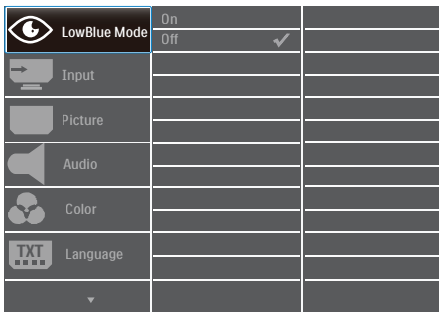 LowBlue Mode
On
Off
Input
Picture
Audio
Color
TXT
Language